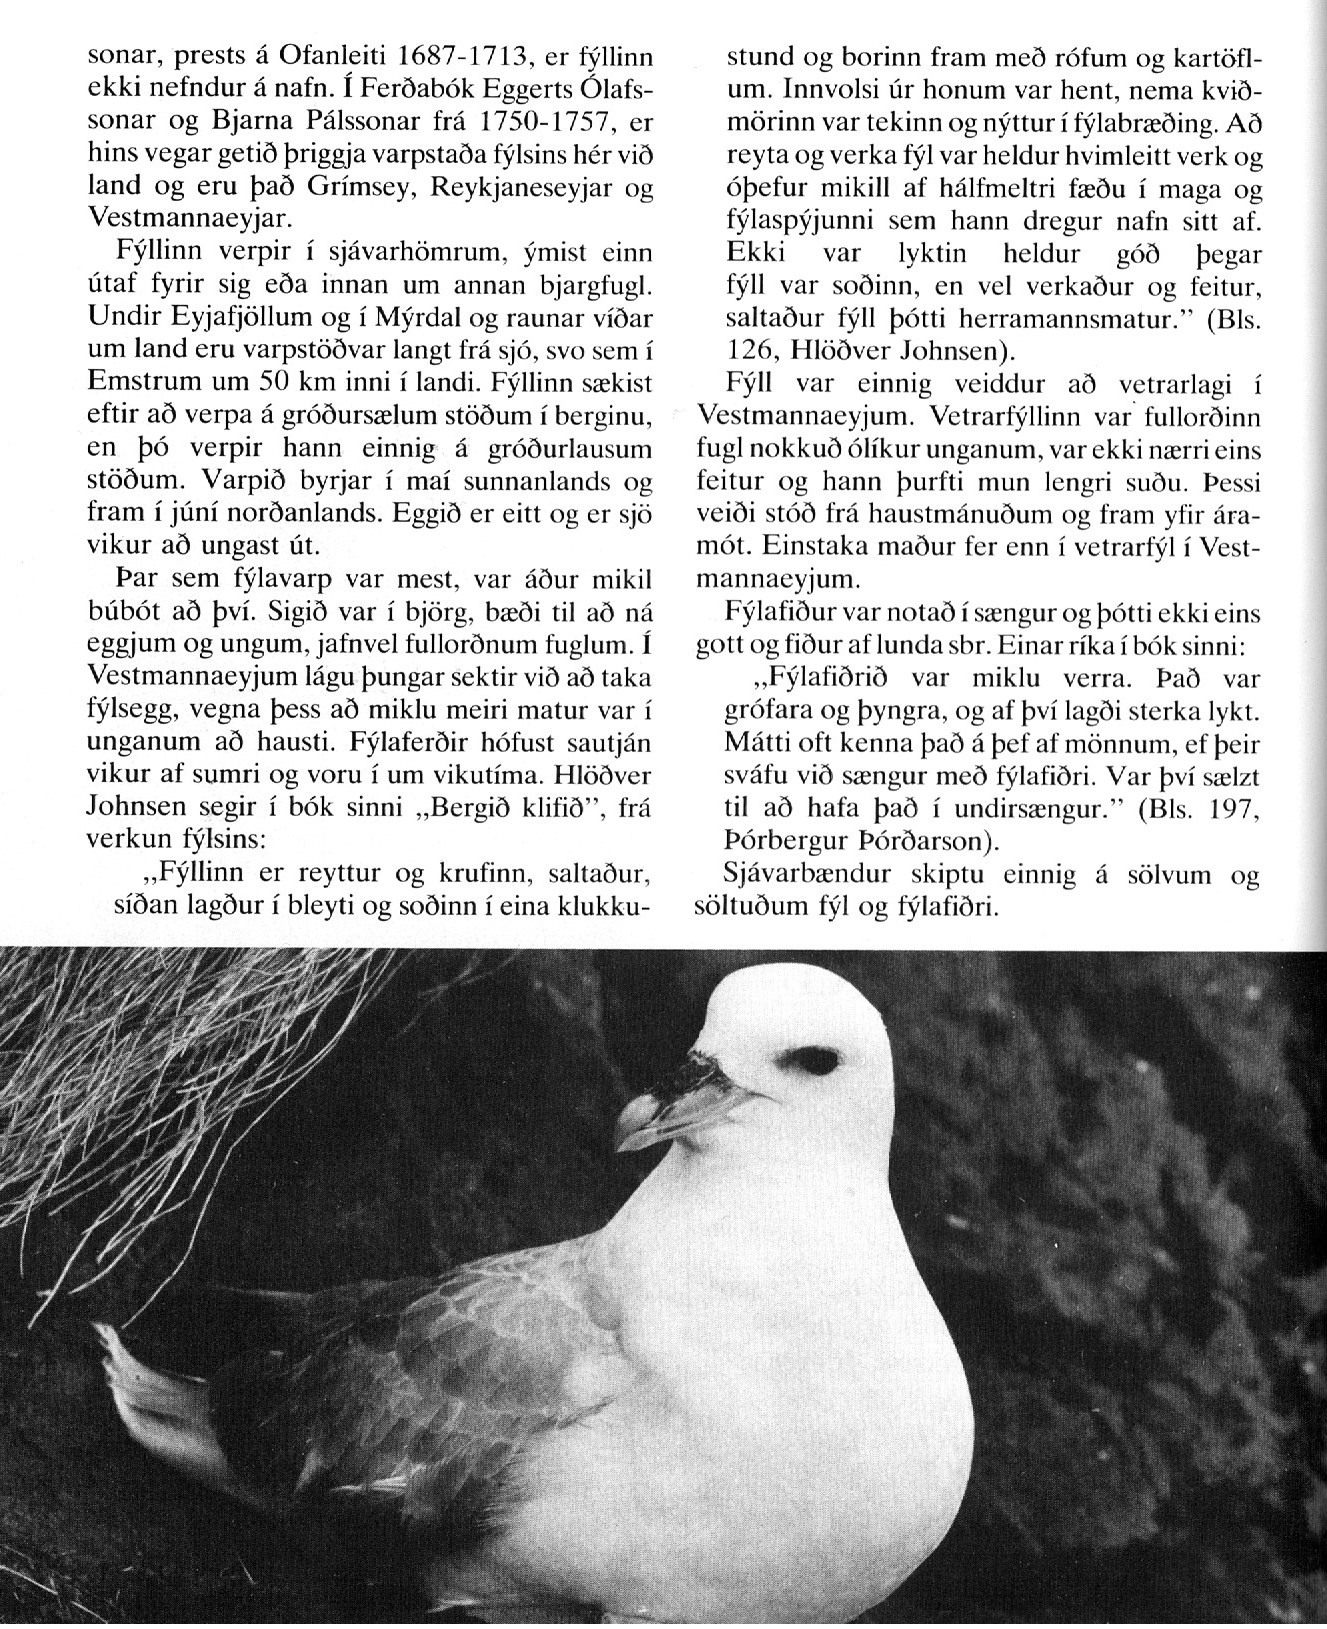 sonar, prests á Ofanleiti 1687-1713, er fýllinn
ekki nefndur á nafn. Í Ferðabók Eggerts Ólafs-
sonar og Bjarna Pálssonar frá 1750-1757, er
hins vegar getið þriggja varpstaða fýlsins hér við
land og eru það Grímsey, Reykjaneseyjar og
Vestmannaeyjar.
Fýllinn verpir í sjávarhömrum, ýmist einn
útaf fyrir sig eða innan um annan bjargfugl.
Undir Eyjafjöllum og í Mýrdal og raunar víðar
um land eru varpstöðvar langt frá sjó, svo sem í
Emstrum um 50 km inni í landi. Fýllinn sækist
eftir að verpa á gróðursælum stöðum í berginu,
en þó verpir hann einnig á gróðurlausum
stöðum. Varpið byrjar í maí sunnanlands og
fram í júní norðanlands. Eggið er eitt og er sjö
vikur að ungast út.
Þar sem fýlavarp var mest, var áður mikil
búbót að því. Sigið var í björg, bæði til að ná
eggjum og ungum, jafnvel fullorðnum fuglum. Í
Vestmannaeyjum lágu þungar sektir við að taka
fýlsegg, vegna þess að miklu meiri matur var í
unganum að hausti. Fýlaferðir hófust sautján
vikur af sumri og voru í um vikutíma. Hlöðver
Johnsen segir í bók sinni ,,Bergið klifið”, frá
verkun fýlsins:
,,Fýllinn er reyttur og krufinn, saltaður,
síðan lagður í bleyti og soðinn í eina klukku-
stund og borinn fram með rófum og kartöfl-
um. Innvolsi úr honum var hent, nema kvið-
mörinn var tekinn og nýttur í fýlabræðing. Að
reyta og verka fýl var heldur hvimleitt verk og
óþefur mikill af hálfmeltri fæðu í maga og
fýlaspýjunni sem hann dregur nafn sitt af.
Ekki var lyktin heldur góð þegar
fýll var soðinn, en vel verkaður og feitur,
saltaður fýll þótti herramannsmatur.” (Bls.
126, Hlöðver Johnsen).
Fýll var einnig veiddur að vetrarlagi í
Vestmannaeyjum. Vetrarfýllinn var fullorðinn
fugl nokkuð ólíkur unganum, var ekki nærri eins
feitur og hann þurfti mun lengri suðu. Þessi
veiði stóð frá haustmánuðum og fram yfir ára-
mót. Einstaka maður fer enn í vetrarfýl í Vest-
mannaeyjum.
Fýlafiður var notað í sængur og þótti ekki eins
gott og fiður af lunda sbr. Einar ríka í bók sinni:
,,Fýlafiðrið var miklu verra. Það var
grófara og þyngra, og af því lagði sterka lykt.
Mátti oft kenna það á þef af mönnum, ef þeir
sváfu við sængur með fýlafiðri. Var því sælzt
til að hafa það í undirsængur.” (Bls. 197,
Þórbergur Þórðarson).
Sjávarbændur skiptu einnig á sölvum og
söltuðum fýl og fýlafiðri.